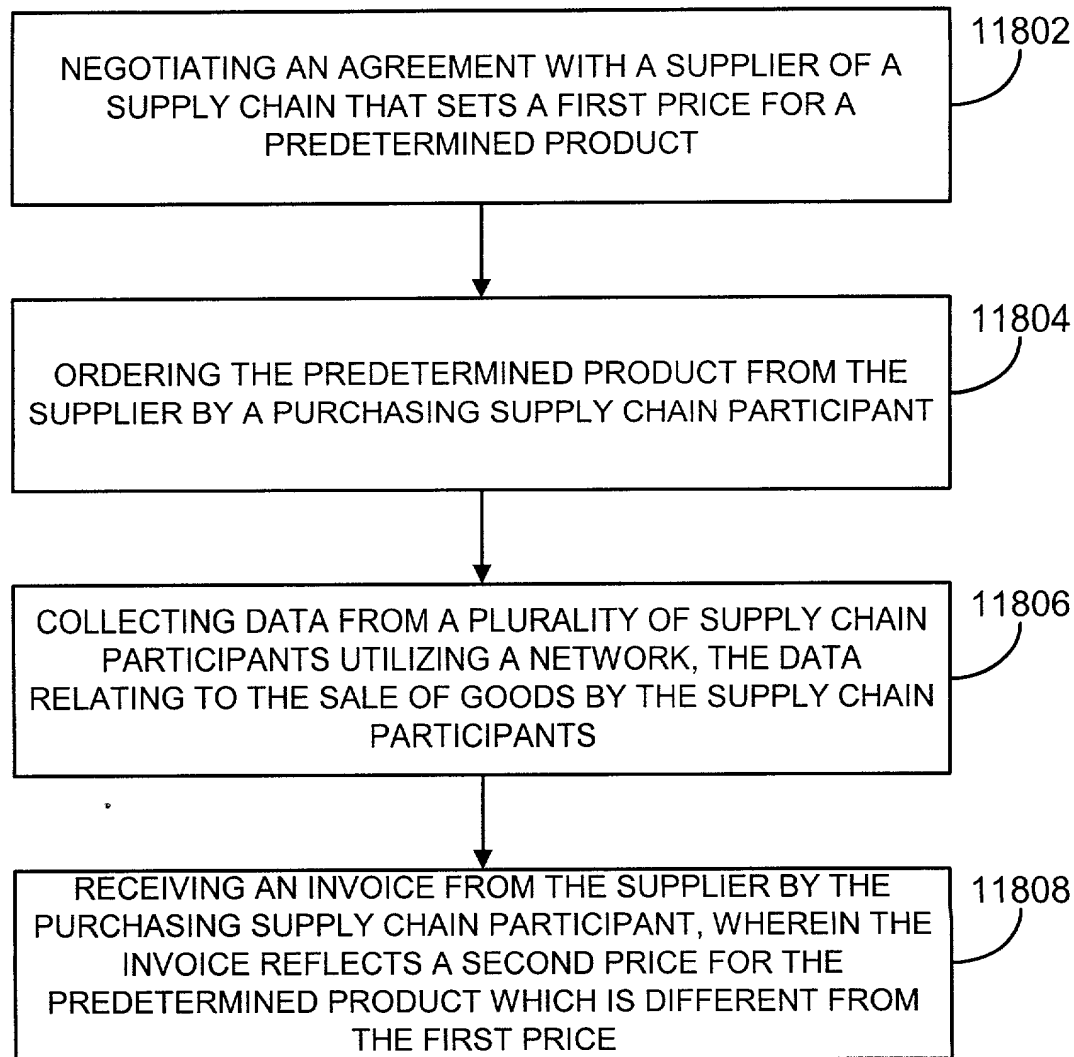 11802
NEGOTIATING AN AGREEMENT WITH A SUPPLIER OF A
SUPPLY CHAIN THAT SETS A FIRST PRICE FOR A
PREDETERMINED PRODUCT
11804
ORDERING THE PREDETERMINED PRODUCT FROM THE
SUPPLIER BY A PURCHASING SUPPLY CHAIN PARTICIPANT
11806
COLLECTING DATA FROM A PLURALITY OF SUPPLY CHAIN
PARTICIPANTS UTILIZING A NETWORK, THE DATA
RELATING TO THE SALE OF GOODS BY THE SUPPLY CHAIN
PARTICIPANTS
11808
RECEIVING AN INVOICE FROM THE SUPPLIER BY THE
PURCHASING SUPPLY CHAIN PARTICIPANT, WHEREIN THE
INVOICE REFLECTS A SECOND PRICE FOR THE
PREDETERMINED PRODUCT WHICH IS DIFFERENT FROM
THE FIRST PRICE